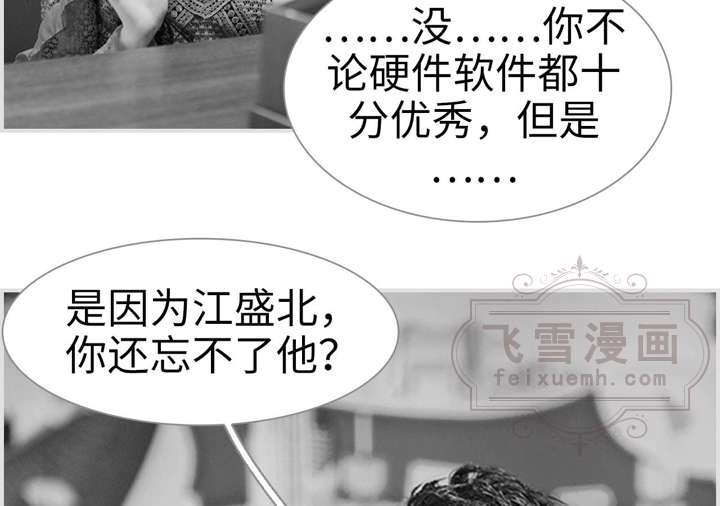 ……没……你不
论硬件软件都十
分优秀，但是
……
是因为江盛北，
你还忘不了他？
飞雪漫画
feixuemh.com